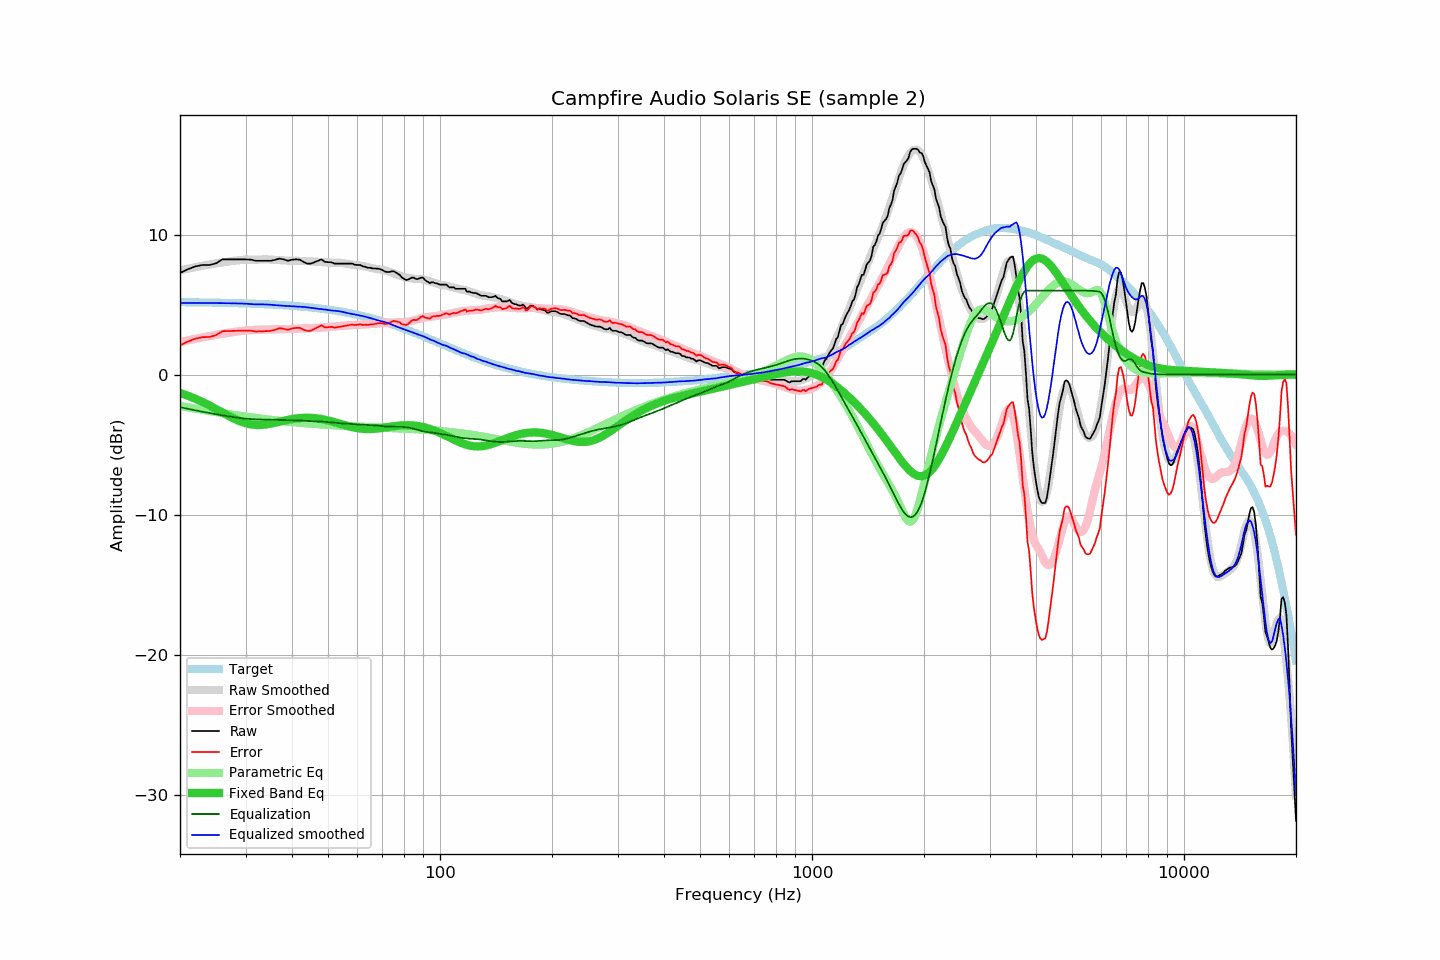 Campfire Audio Solaris SE (sample 2)
10
0
−10
−20
−30
Amplitude (dBr)
Target
Raw Smoothed
Error Smoothed
Raw
Error
Parametric Eq
Fixed Band Eq
Equalization
Equalized smoothed
100
1000
10000
Frequency (Hz)